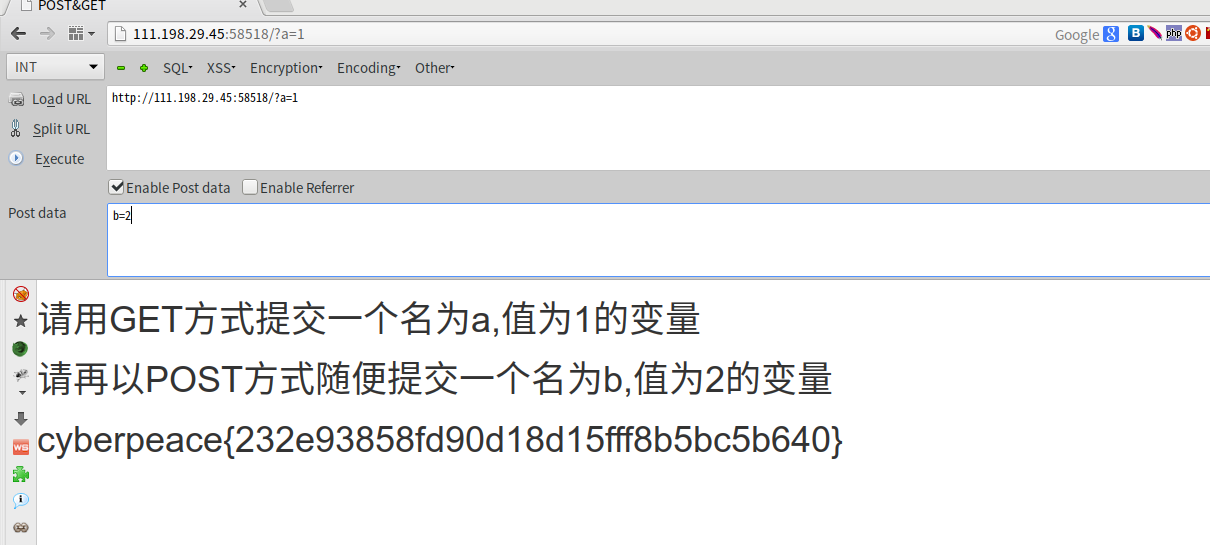 POST&GET
111.198.29.45:58518/?a=1
Google
INT
SQL
XSS
Encryption
Encoding
Other
Load URL
http://111.198.29.45:58518/?a=1
Split URL
Execute
Enable Post data
Enable Referrer
Post data
b=2
请用GET方式提交一个名为a,值为1的变量
请再以POST方式随便提交一个名为b,值为2的变量
cyberpeace{232e93858fd90d18d15fff8b5bc5b640}